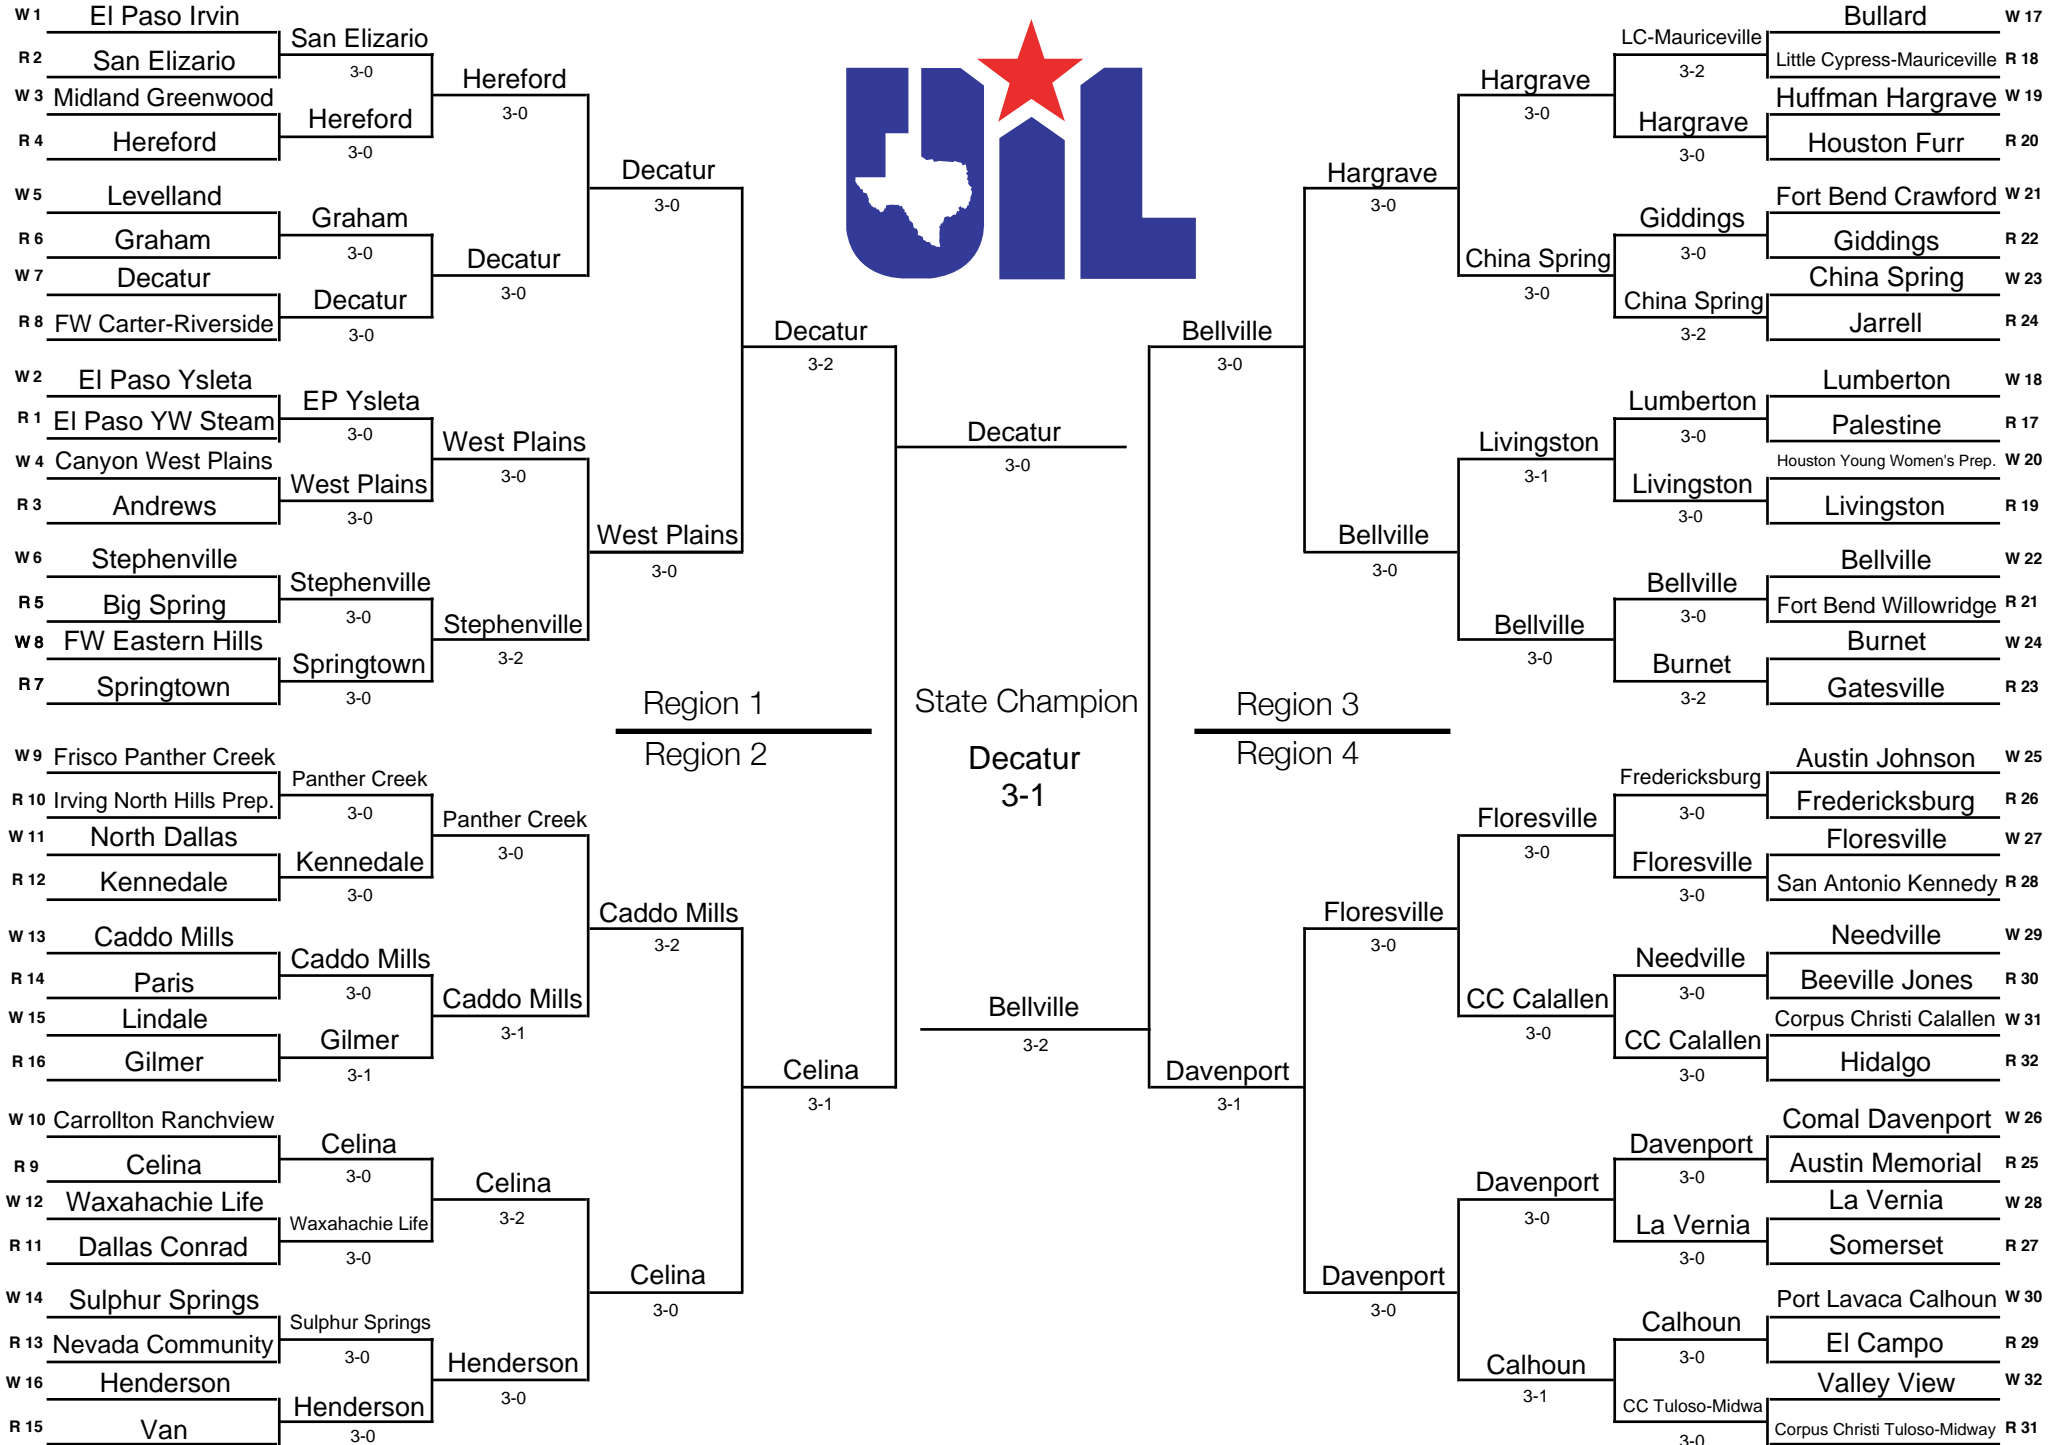 W 1 El Paso Irvin
R 2 San Elizario
W 3 Midland Greenwood
R 4 Hereford
W 5 Levelland
R 6 Graham
W 7 Decatur
R 8 FW Carter-Riverside
W 2 El Paso Ysleta
R 1 El Paso YW Steam
W 4 Canyon West Plains
R 3 Andrews
W 6 Stephenville
R 5 Big Spring
W 8 FW Eastern Hills
R 7 Springtown
W 9 Frisco Panther Creek
R 10 Irving North Hills Prep.
W 11 North Dallas
R 12 Kennedale
W 13 Caddo Mills
R 14 Paris
W 15 Lindale
R 16 Gilmer
W 10 Carrollton Ranchview
R 9 Celina
W 12 Waxahachie Life
R 11 Dallas Conrad
W 14 Sulphur Springs
R 13 Nevada Community
W 16 Henderson
R 15 Van
San Elizario
3-0
Hereford
3-0
Graham
3-0
Decatur
3-0
EP Ysleta
3-0
West Plains
3-0
Stephenville
3-0
Springtown
3-0
Panther Creek
3-0
Kennedale
3-0
Caddo Mills
3-0
Gilmer
3-1
Celina
3-0
Waxahachie Life
3-0
Sulphur Springs
3-0
Henderson
3-0
Hereford
3-0
Decatur
3-0
West Plains
3-0
Stephenville
3-2
Panther Creek
3-0
Caddo Mills
3-1
Celina
3-2
Henderson
3-0
Decatur
3-0
West Plains
3-0
Caddo Mills
3-2
Celina
3-0
Decatur
3-2
Celina
3-1
Region 1
Region 2
UIL
Decatur
3-0
State Champion
Decatur
3-1
Bellville
3-2
Region 3
Region 4
Bellville
3-0
Davenport
3-1
Hargrave
3-0
Bellville
3-0
Floresville
3-0
Davenport
3-0
Hargrave
3-0
China Spring
3-0
Livingston
3-1
Bellville
3-0
Floresville
3-0
CC Calallen
3-0
Davenport
3-0
Calhoun
3-1
LC-Mauriceville
3-2
Hargrave
3-0
Giddings
3-0
China Spring
3-2
Lumberton
3-0
Livingston
3-0
Bellville
3-0
Burnet
3-2
Fredericksburg
3-0
Floresville
3-0
Needville
3-0
CC Calallen
3-0
Davenport
3-0
La Vernia
3-0
Calhoun
3-0
CC Tuloso-Midwa
3-0
Bullard W 17
Little Cypress-Mauriceville R 18
Huffman Hargrave W 19
Houston Furr R 20
Fort Bend Crawford W 21
Giddings R 22
China Spring W 23
Jarrell R 24
Lumberton W 18
Palestine R 17
Houston Young Women's Prep. W 20
Livingston R 19
Bellville W 22
Fort Bend Willowridge R 21
Burnet W 24
Gatesville R 23
Austin Johnson W 25
Fredericksburg R 26
Floresville W 27
San Antonio Kennedy R 28
Needville W 29
Beeville Jones R 30
Corpus Christi Calallen W 31
Hidalgo R 32
Comal Davenport W 26
Austin Memorial R 25
La Vernia W 28
Somerset R 27
Port Lavaca Calhoun W 30
El Campo R 29
Valley View W 32
Corpus Christi Tuloso-Midway R 31